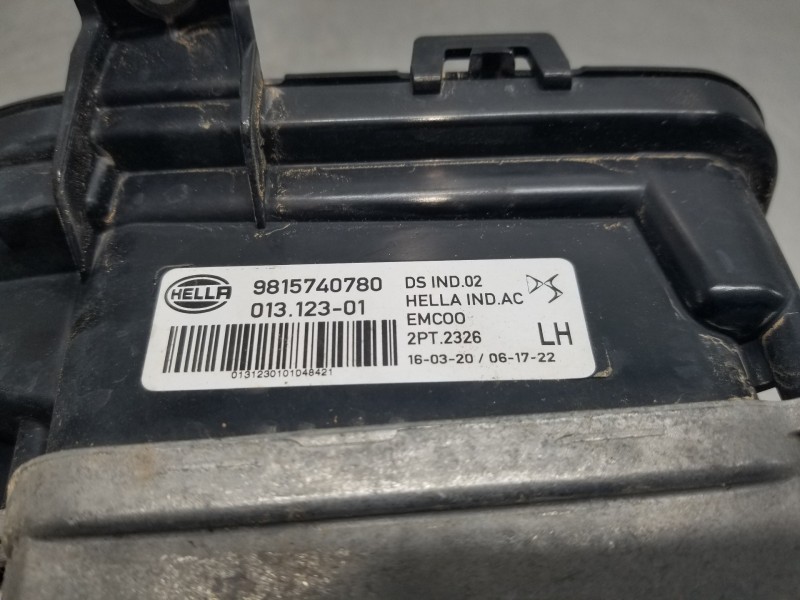 HELLA
9815740780
013.123-01
0131230101048421
DS IND.02
HELLA IND.AC
EMC00
2PT.2326
LH
16-03-20 / 06-17-22
DS